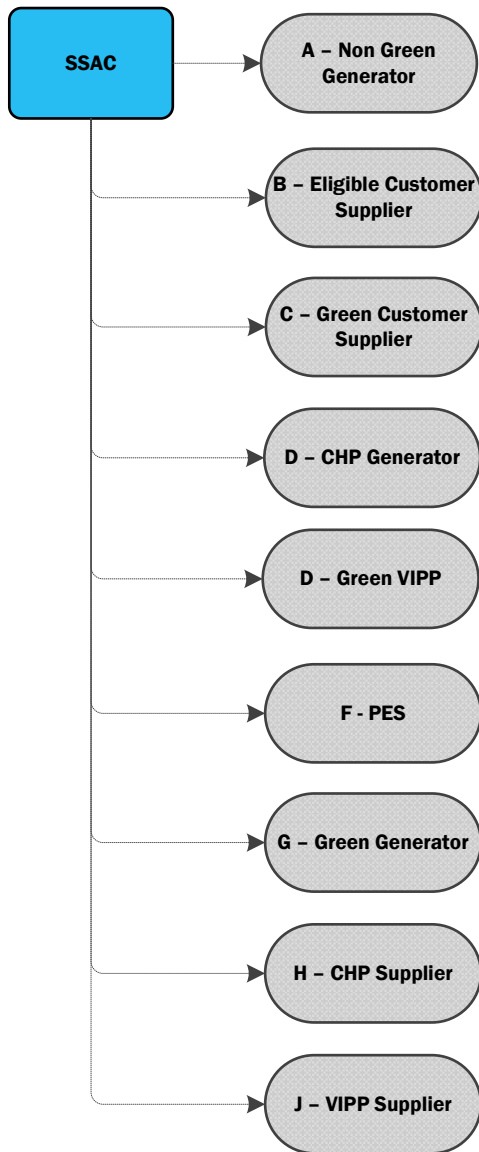 SSAC
A – Non Green
Generator
B – Eligible Customer
Supplier
C – Green Customer
Supplier
D – CHP Generator
D – Green VIPP
F - PES
G – Green Generator
H – CHP Supplier
J – VIPP Supplier